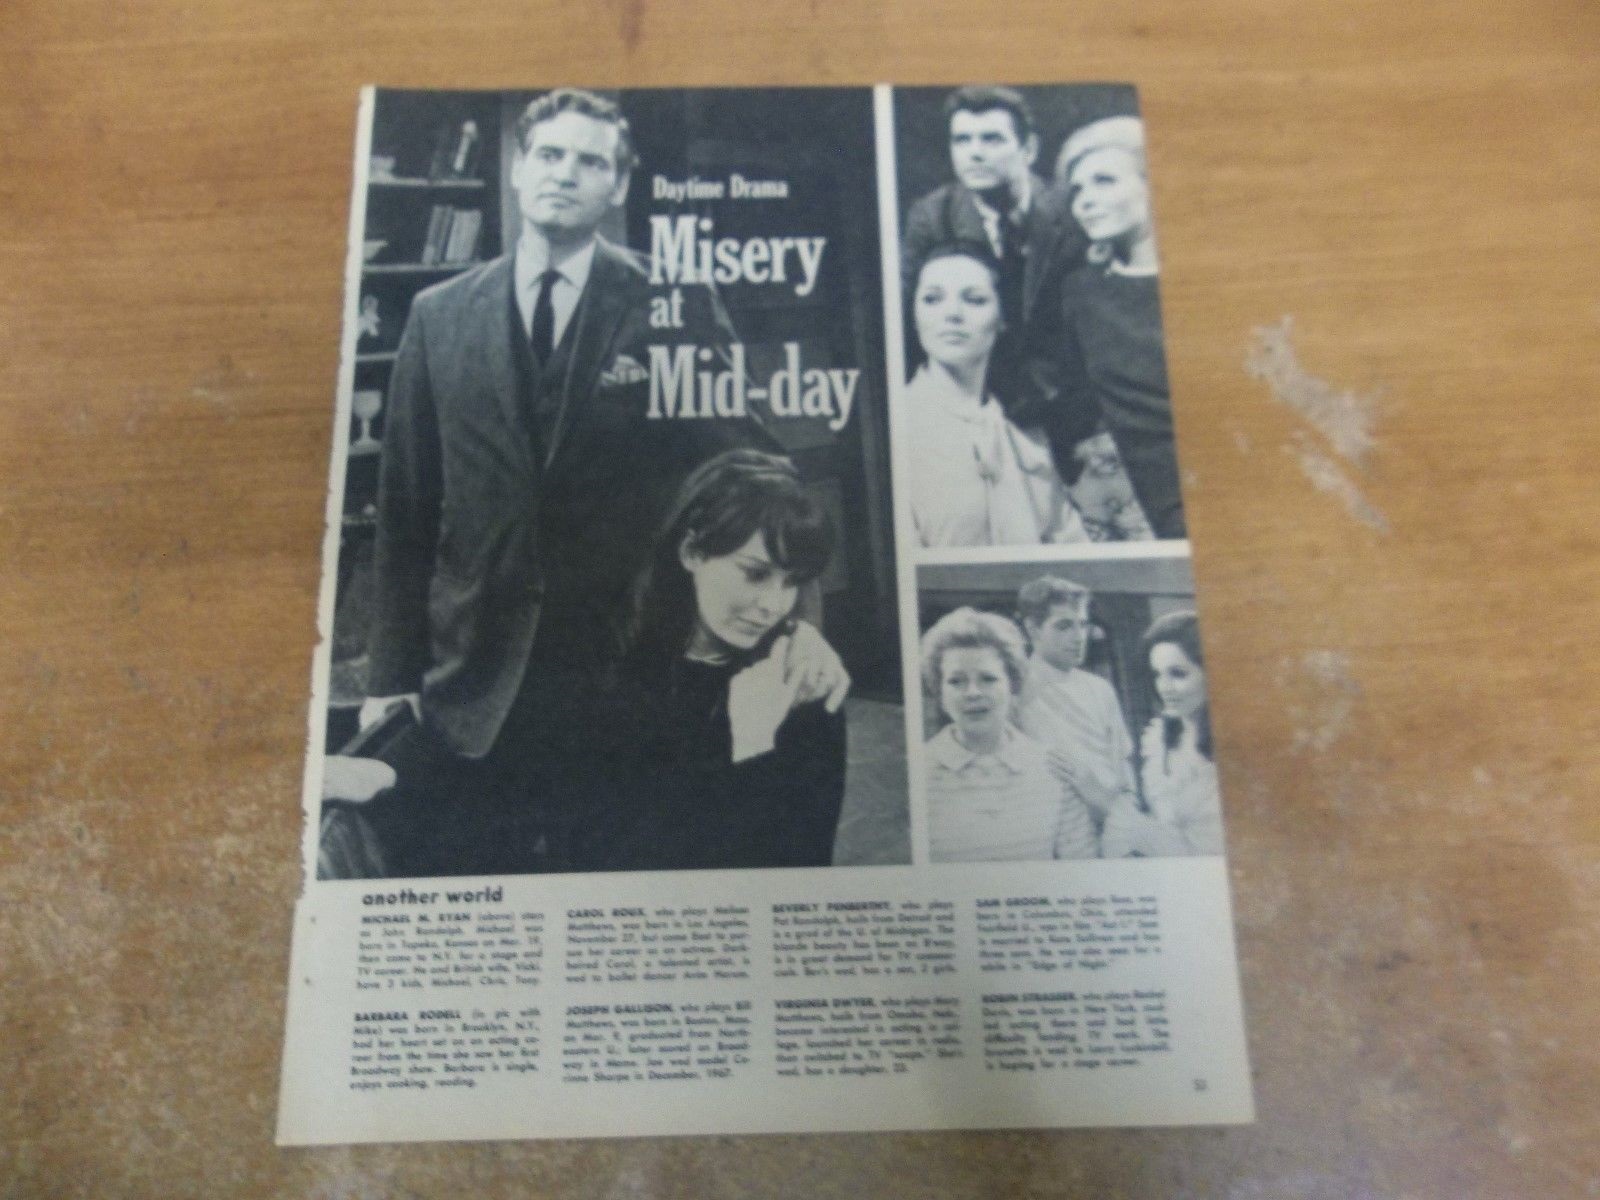 Daytime Drama
Misery
at
Mid-day
another world
MICHAEL M. RYAN (above) stars
as John Randolph. Michael was
born in Topeka, Kansas on Mar. 19,
then came to N.Y. for a stage and
TV career. He and British wife, Vicki,
have 3 kids, Michael, Chris, Tony.
BARBARA RODELL (in pic with
Mike) was born in Brooklyn, N.Y.,
had her heart set on an acting ca-
reer from the time she saw her first
Broadway show. Barbara is single,
enjoys cooking, reading.
CAROL ROUX, who plays
Matthews, was born in Los Angeles,
November 27, but came East to pur-
sue her career as an actress. Dark-
haired Carol, a talented artist, is
wed to ballet dancer
JOSEPH GALLISON, who plays Bill
Matthews, was born in Boston, Mass.
on Mar. 9, graduated from North-
eastern U., later scored on Broad-
way in Mame. Joe wed model Co-
rinne Sharpe in December, 1967.
BEVERLY PENBERTHY, who plays
Pat Randolph, hails from Detroit and
is a grad of the U. of Michigan. The
blonde beauty has been on B'way,
is in great demand for TV commer-
cials. Bev's wed, has a son, 2 girls.
VIRGINIA DWYER, who plays Mary
Matthews, hails from Omaha, Neb.,
became interested in acting in col-
lege, launched her career in radio,
then switched to TV "soaps." She's
wed, has a daughter, 23.
SAM GROOM, who plays Russ, was
born in Columbus, Ohio, attended
U., was in film
is married to Nora Sullivan and has
three sons. He was also seen for a
while in "Edge of Night."
ROBIN STRASSER, who plays Rachel
Davis, was born in New York, stud-
ied acting there and had no
difficulty finding TV work. The
brunette is wed to Larry
is hoping for a stage career.